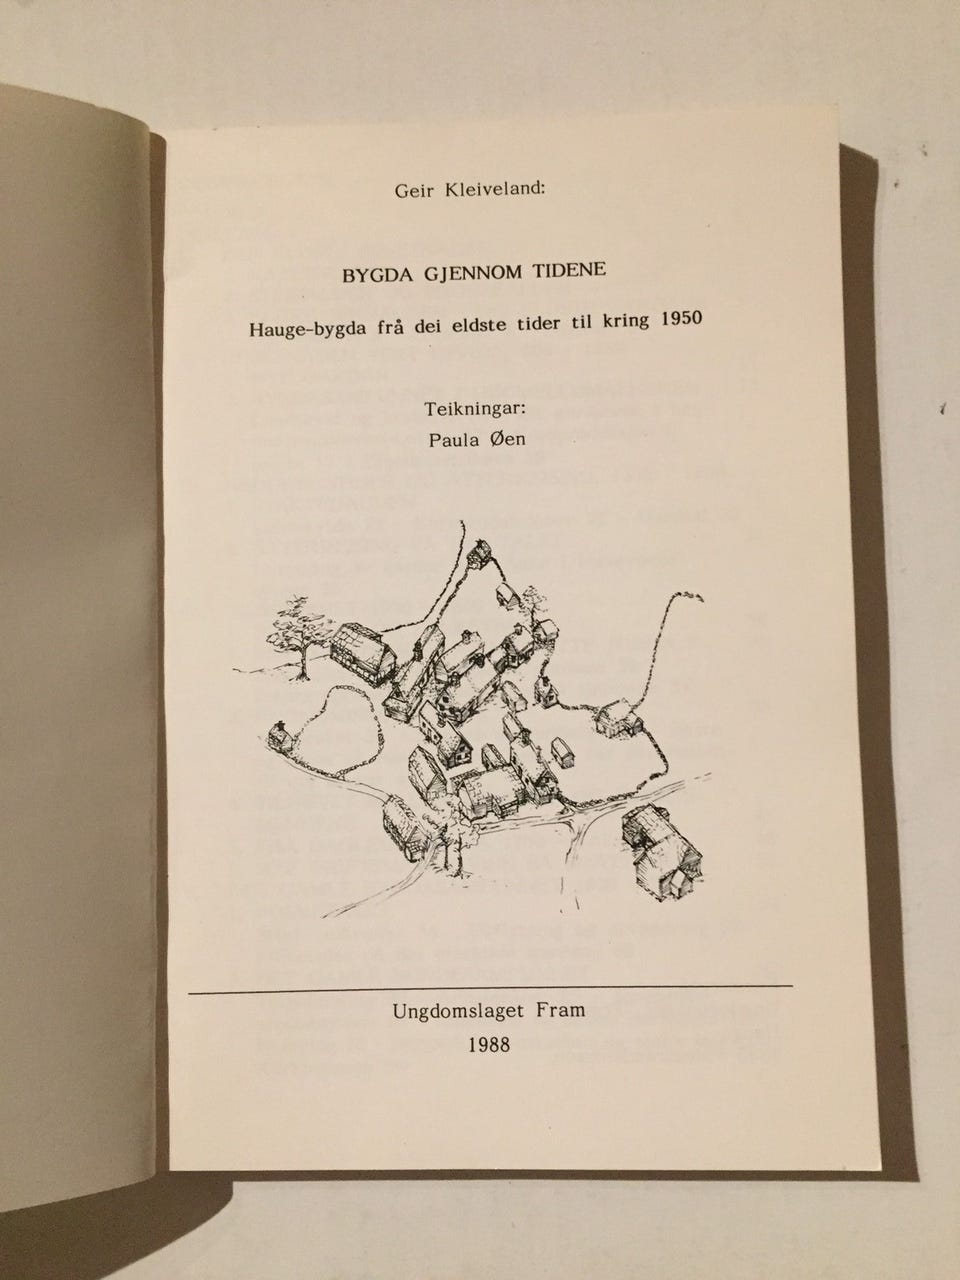 Geir Kleiveland:
BYGDA GJENNOM TIDENE
Hauge-bygda frå dei eldste tider til kring 1950
Teikningar:
Paula Øen
Ungdomslaget Fram
1988